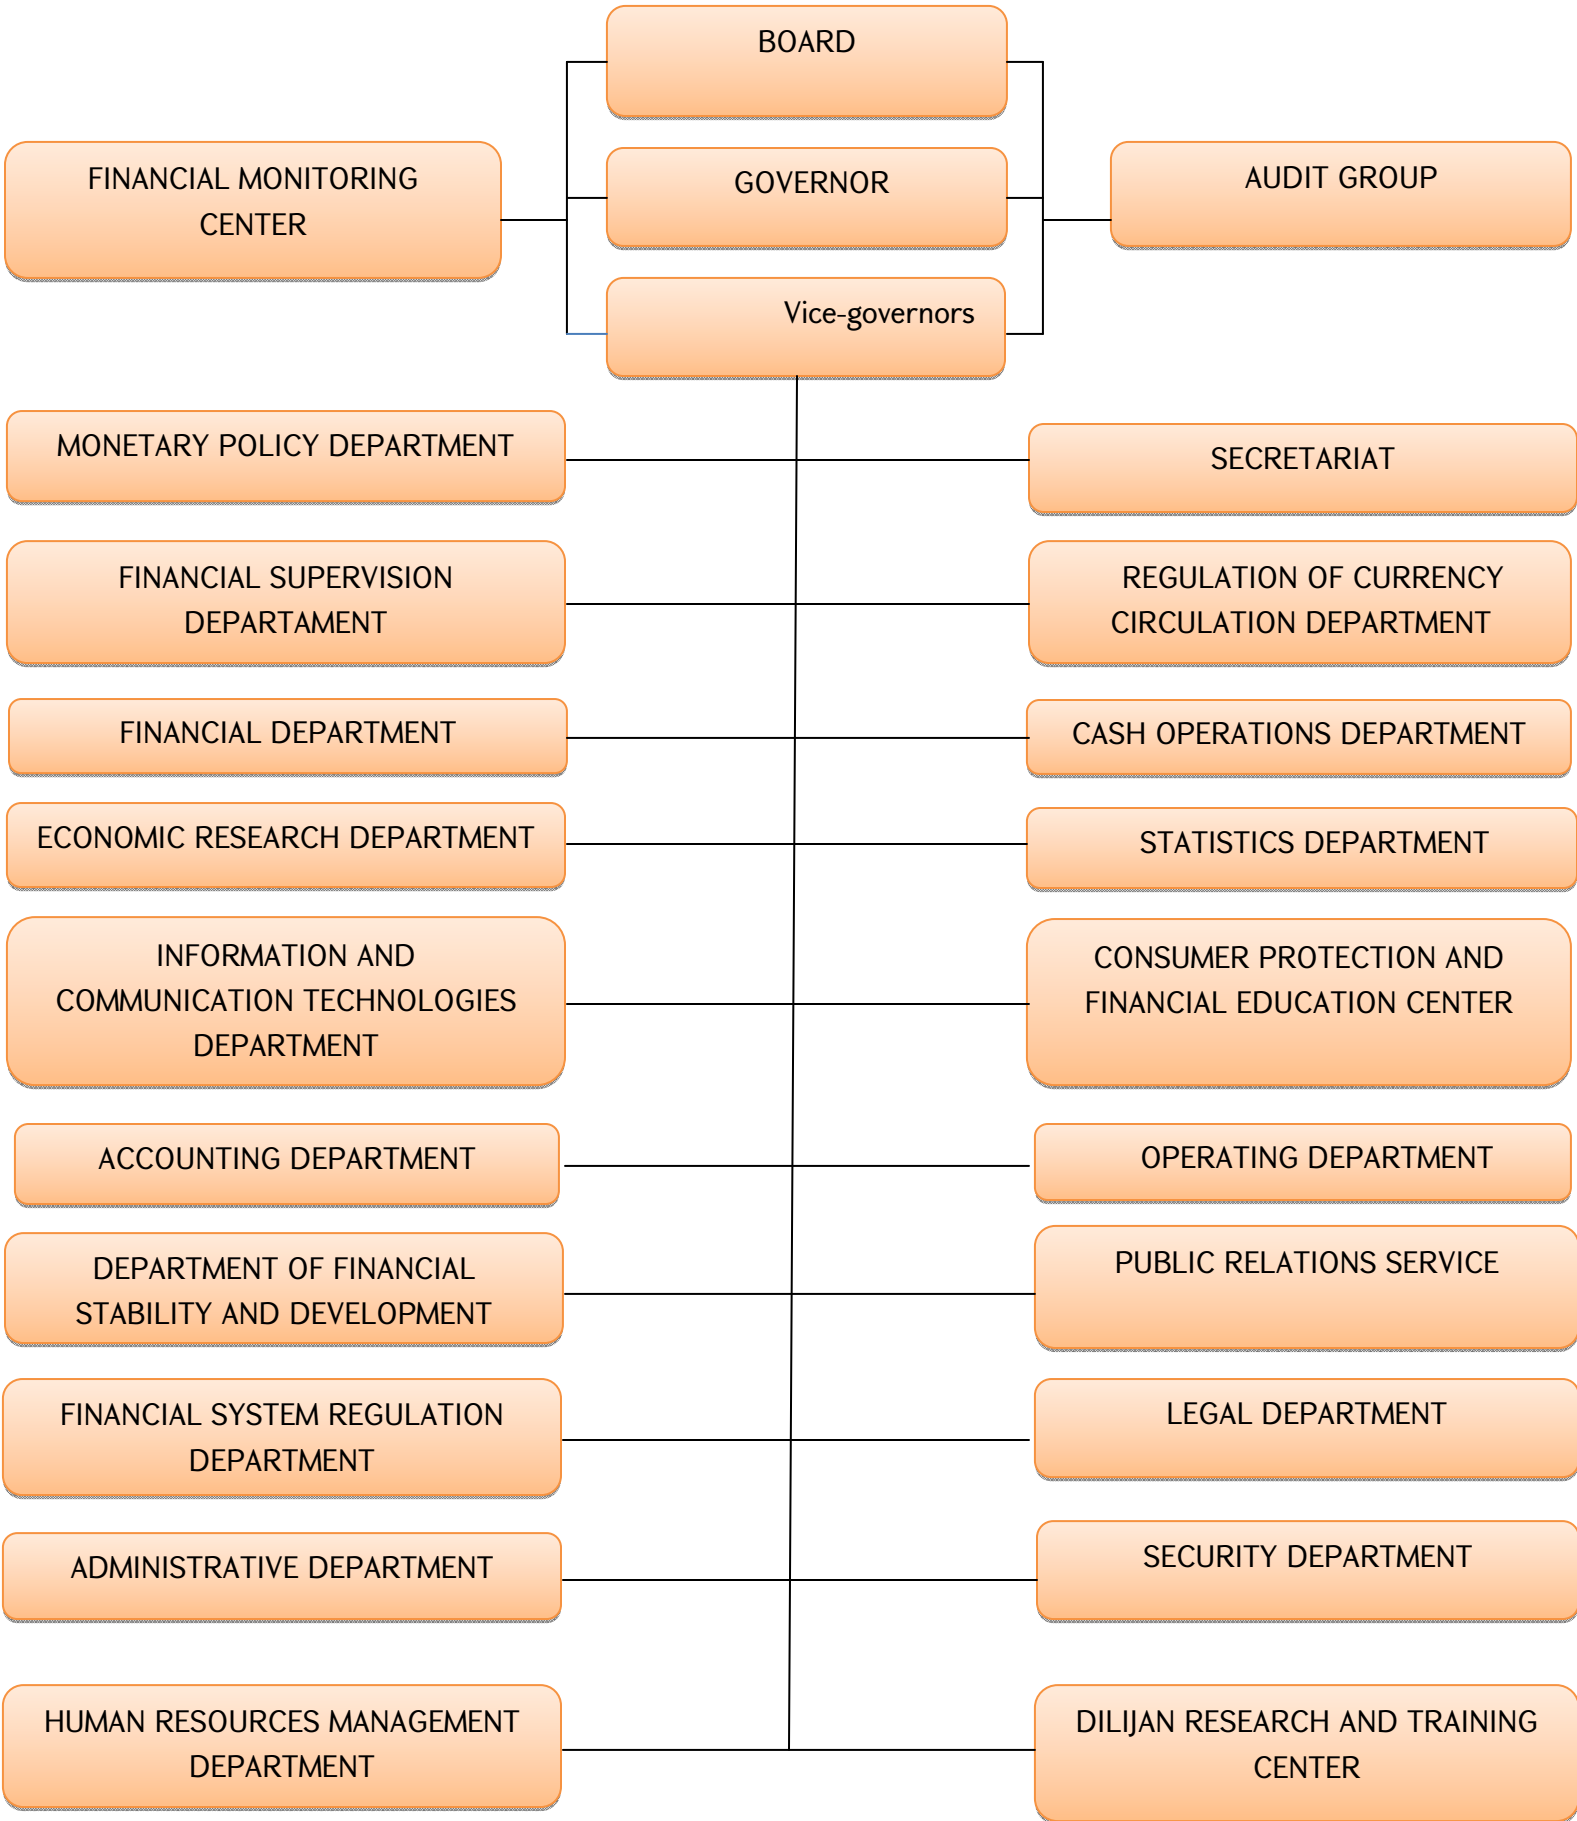 BOARD
FINANCIAL MONITORING
CENTER
GOVERNOR
AUDIT GROUP
Vice-governors
MONETARY POLICY DEPARTMENT
SECRETARIAT
FINANCIAL SUPERVISION
DEPARTAMENT
REGULATION OF CURRENCY
CIRCULATION DEPARTMENT
FINANCIAL DEPARTMENT
CASH OPERATIONS DEPARTMENT
ECONOMIC RESEARCH DEPARTMENT
STATISTICS DEPARTMENT
INFORMATION AND
COMMUNICATION TECHNOLOGIES
DEPARTMENT
CONSUMER PROTECTION AND
FINANCIAL EDUCATION CENTER
ACCOUNTING DEPARTMENT
OPERATING DEPARTMENT
DEPARTMENT OF FINANCIAL
STABILITY AND DEVELOPMENT
PUBLIC RELATIONS SERVICE
FINANCIAL SYSTEM REGULATION
DEPARTMENT
LEGAL DEPARTMENT
ADMINISTRATIVE DEPARTMENT
SECURITY DEPARTMENT
HUMAN RESOURCES MANAGEMENT
DEPARTMENT
DILIJAN RESEARCH AND TRAINING
CENTER